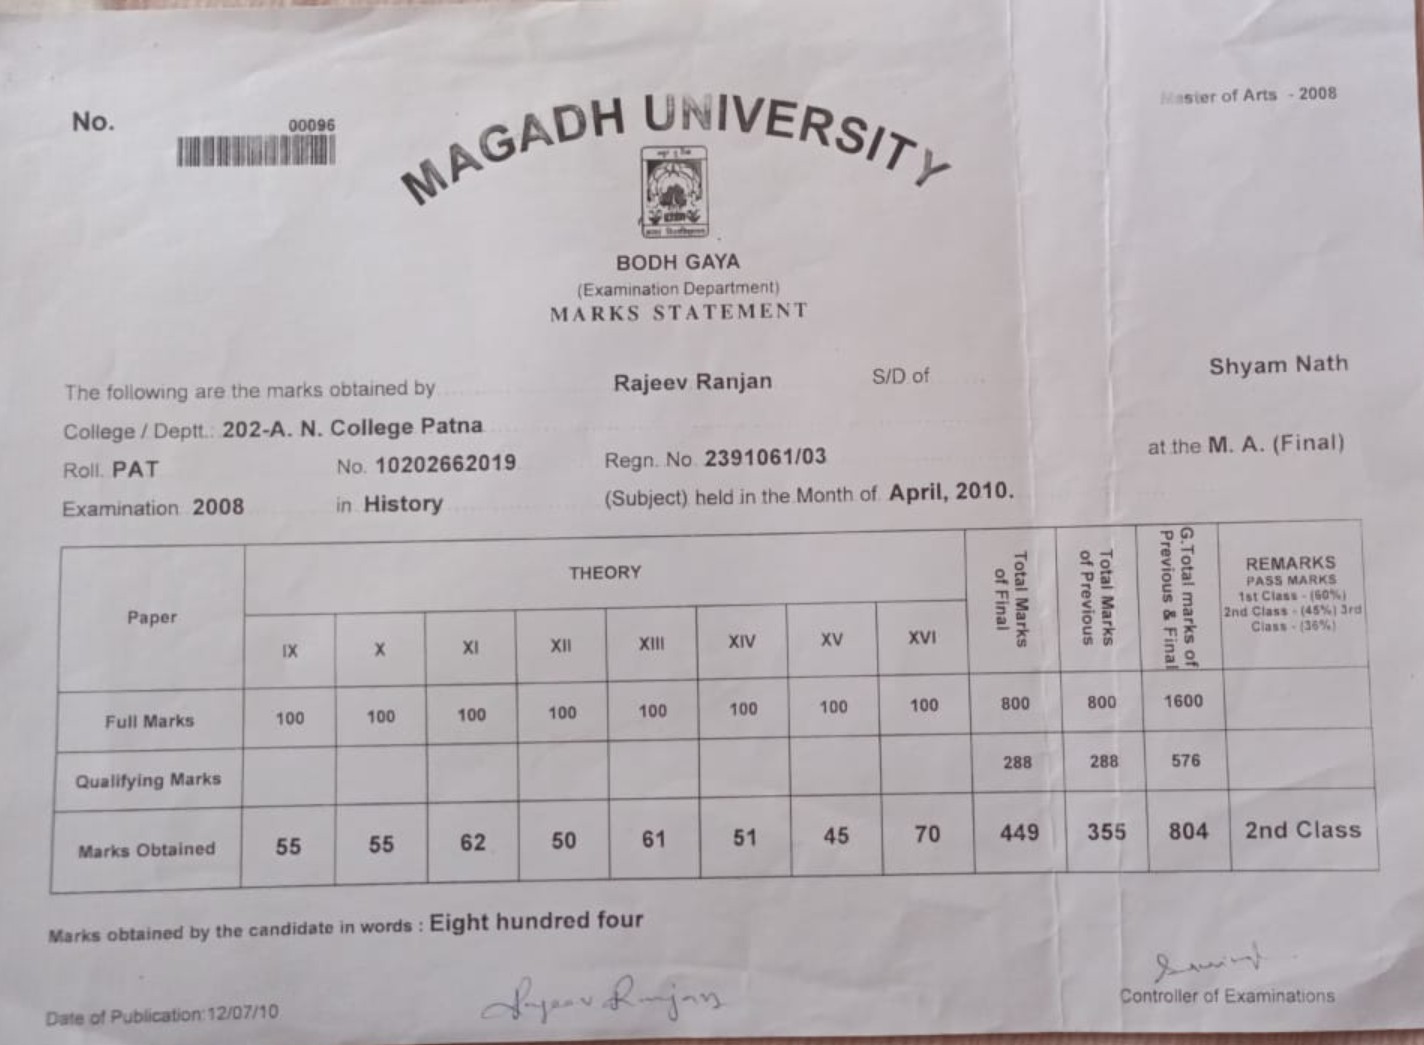 No.
00096
Master of Arts - 2008
MAGADH UNIVERSITY
BODH GAYA
(Examination Department)
MARKS STATEMENT
The following are the marks obtained by Rajeev Ranjan S/D of Shyam Nath
College / Deptt.: 202-A. N. College Patna
Roll. PAT No. 10202662019 Regn. No 2391061/03 at the M. A. (Final)
Examination 2008 in History (Subject) held in the Month of April, 2010.
Paper THEORY Total Marks of Final Total Marks of Previous G.Total marks of Previous & Final REMARKS
PASS MARKS
1st Class - (60%)
2nd Class - (45%) 3rd
Class - (36%)
IX X XI XII XIII XIV XV XVI
Full Marks 100 100 100 100 100 100 100 100 800 800 1600
Qualifying Marks 288 288 576
Marks Obtained 55 55 62 50 61 51 45 70 449 355 804 2nd Class
Marks obtained by the candidate in words : Eight hundred four
Rajeev Ranjan
Controller of Examinations
Date of Publication:12/07/10